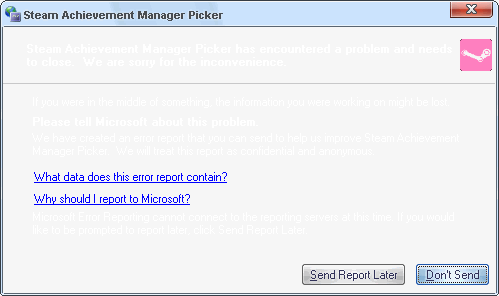 Steam Achievement Manager Picker
Steam Achievement Manager Picker has encountered a problem and needs
to close. We are sorry for the inconvenience.
If you were in the middle of something, the information you were working on might be lost.
Please tell Microsoft about this problem.
We have created an error report that you can send to help us improve Steam Achievement
Manager Picker. We will treat this report as confidential and anonymous.
What data does this error report contain?
Why should I report to Microsoft?
Microsoft Error Reporting cannot connect to the reporting servers at this time. If you would
like to be prompted to report later, click Send Report Later.
Send Report Later
Don't Send